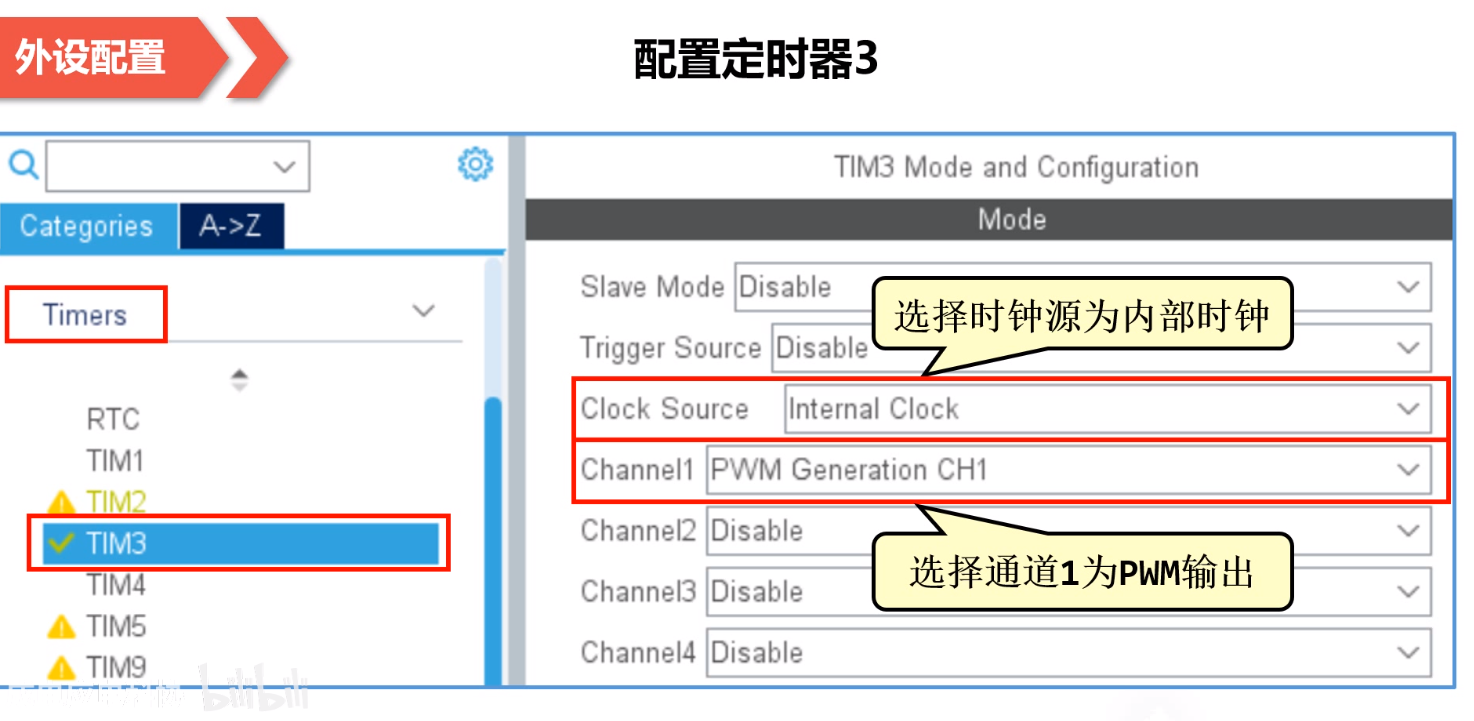 外设配置
配置定时器3
TIM3 Mode and Configuration
Categories
A->Z
Mode
Timers
Slave Mode Disable
选择时钟源为内部时钟
Trigger Source Disable
Clock Source Internal Clock
Channel1 PWM Generation CH1
Channel2 Disable
选择通道1为PWM输出
Channel3 Disable
Channel4 Disable
RTC
TIM1
TIM2
TIM3
TIM4
TIM5
TIM9
bilibili